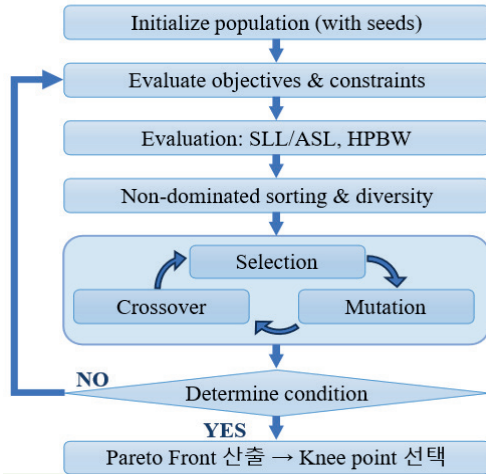 Initialize population (with seeds)
Evaluate objectives & constraints
Evaluation: SLL/ASL, HPBW
Non-dominated sorting & diversity
Selection
Crossover
Mutation
NO
Determine condition
YES
Pareto Front 산출 → Knee point 선택